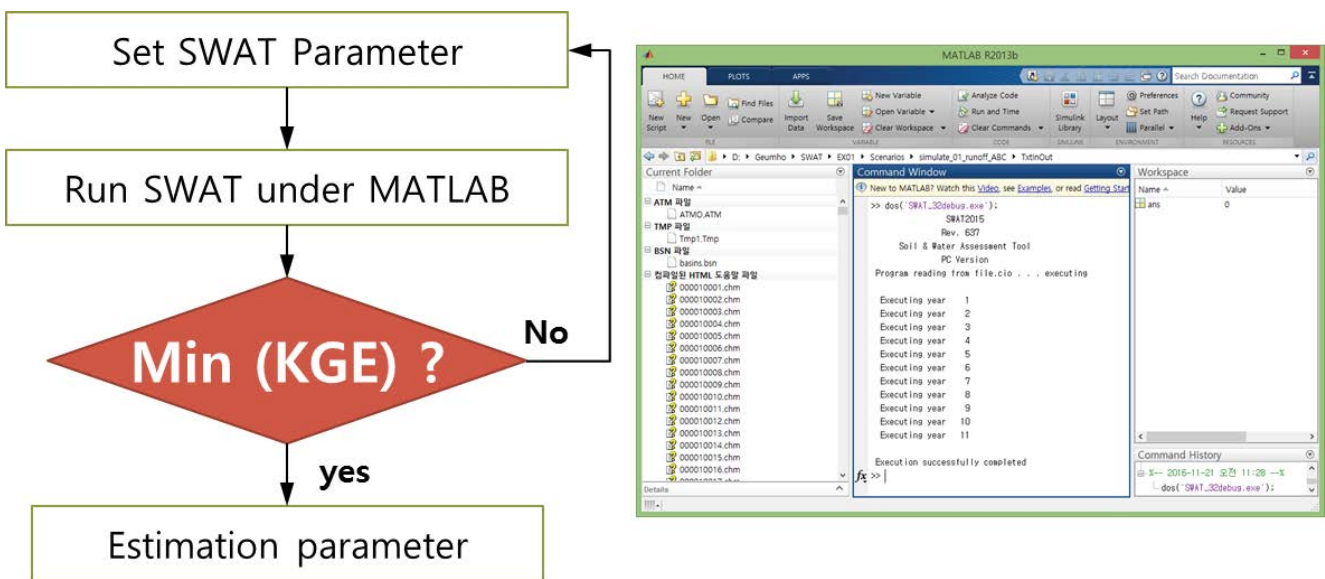 Set SWAT Parameter
Run SWAT under MATLAB
Min (KGE) ?
No
yes
Estimation parameter
MATLAB R2013b
HOME PLOTS APPS
Search Documentation
New Script
New
Open
Find Files
Compare
Import Data
Save Workspace
New Variable
Open Variable
Clear Workspace
Analyze Code
Run and Time
Clear Commands
Simulink Library
Layout
Preferences
Set Path
Parallel
Help
Community
Request Support
Add-Ons
FILE VARIABLE CODE SIMULINK ENVIRONMENT RESOURCES
D: Geumho SWAT EX01 Scenarios simulate_01_runoff_ABC TxtInOut
Current Folder
Name
ATM 파일
ATMO.ATM
TMP 파일
Tmp1.Tmp
BSN 파일
basins.bsn
컴파일된 HTML 도움말 파일
000010001.chm
000010002.chm
000010003.chm
000010004.chm
000010005.chm
000010006.chm
000010007.chm
000010008.chm
000010009.chm
000010010.chm
000010011.chm
000010012.chm
000010013.chm
000010014.chm
000010015.chm
000010016.chm
Details
Command Window
New to MATLAB? Watch this Video, see Examples, or read Getting Start
>> dos('SWAT_32debug.exe');
SWAT2015
Rev. 637
Soil & Water Assessment Tool
PC Version
Program reading from file.cio . . . executing
Executing year 1
Executing year 2
Executing year 3
Executing year 4
Executing year 5
Executing year 6
Executing year 7
Executing year 8
Executing year 9
Executing year 10
Executing year 11
Execution successfully completed
fx >>
Workspace
Name Value
ans 0
Command History
%-- 2016-11-21 오전 11:28 --%
dos('SWAT_32debug.exe');